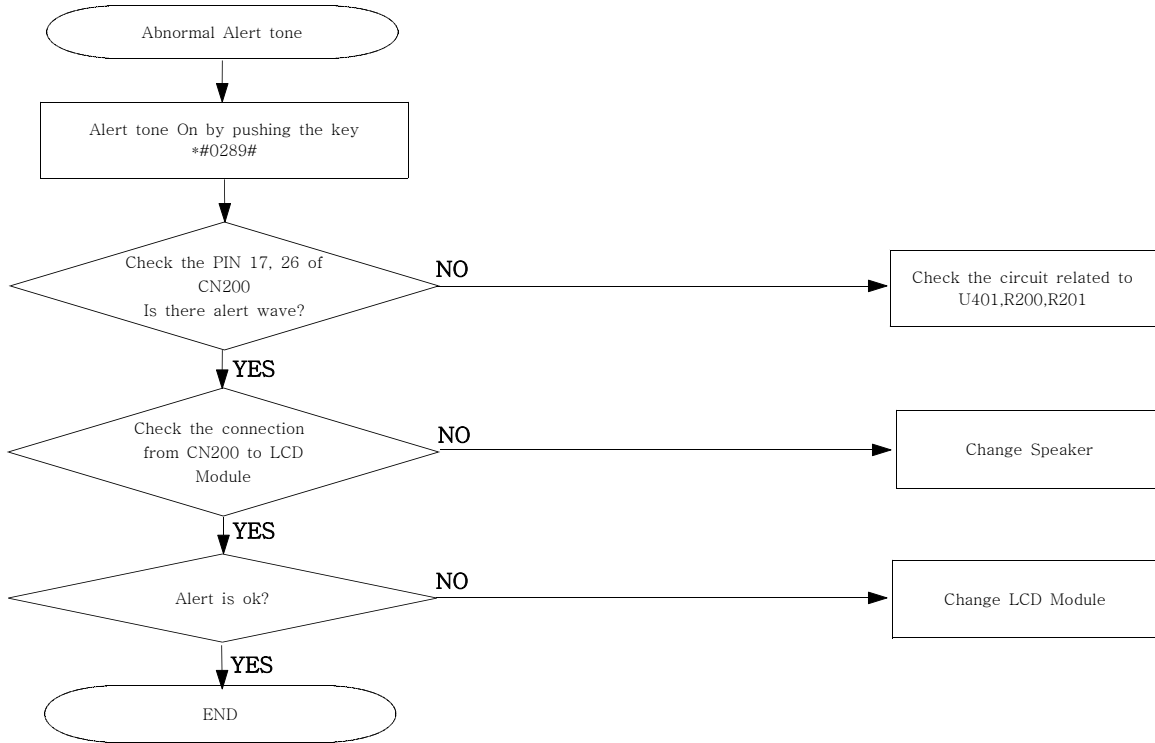 Abnormal Alert tone
Alert tone On by pushing the key
*#0289#
Check the PIN 17, 26 of
CN200
Is there alert wave?
NO
Check the circuit related to
U401,R200,R201
YES
Check the connection
from CN200 to LCD
Module
NO
Change Speaker
YES
Alert is ok?
NO
Change LCD Module
YES
END